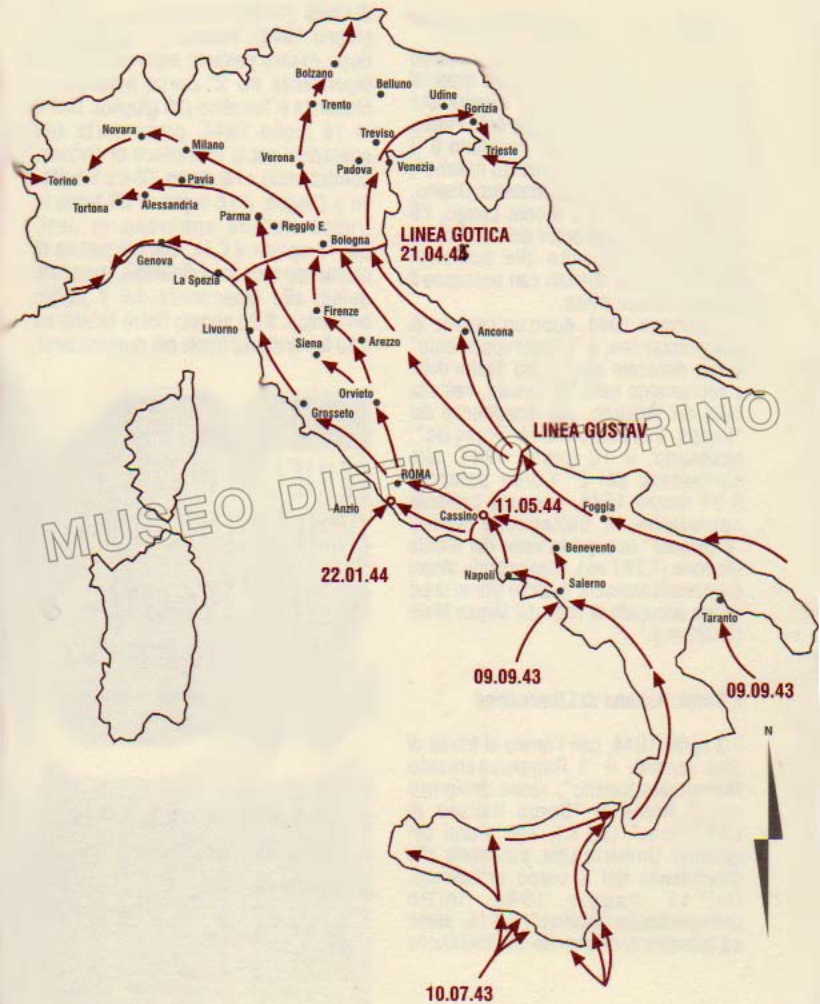 Bolzano
Belluno
Trento
Udine
Gorizia
Novara
Milano
Treviso
Trieste
Verona
Padova
Venezia
Torino
Pavia
Tortona
Alessandria
Parma
Reggio E.
Bologna
LINEA GOTICA
Genova
La Spezia
Firenze
Livorno
Siena
Arezzo
Ancona
Orvieto
Grosseto
LINEA GUSTAV
MUSEO DIFFUSO TORINO
ROMA
Anzio
Cassino
11.05.44
Foggia
22.01.44
Benevento
Napoli
Salerno
Taranto
09.09.43
09.09.43
N
10.07.43